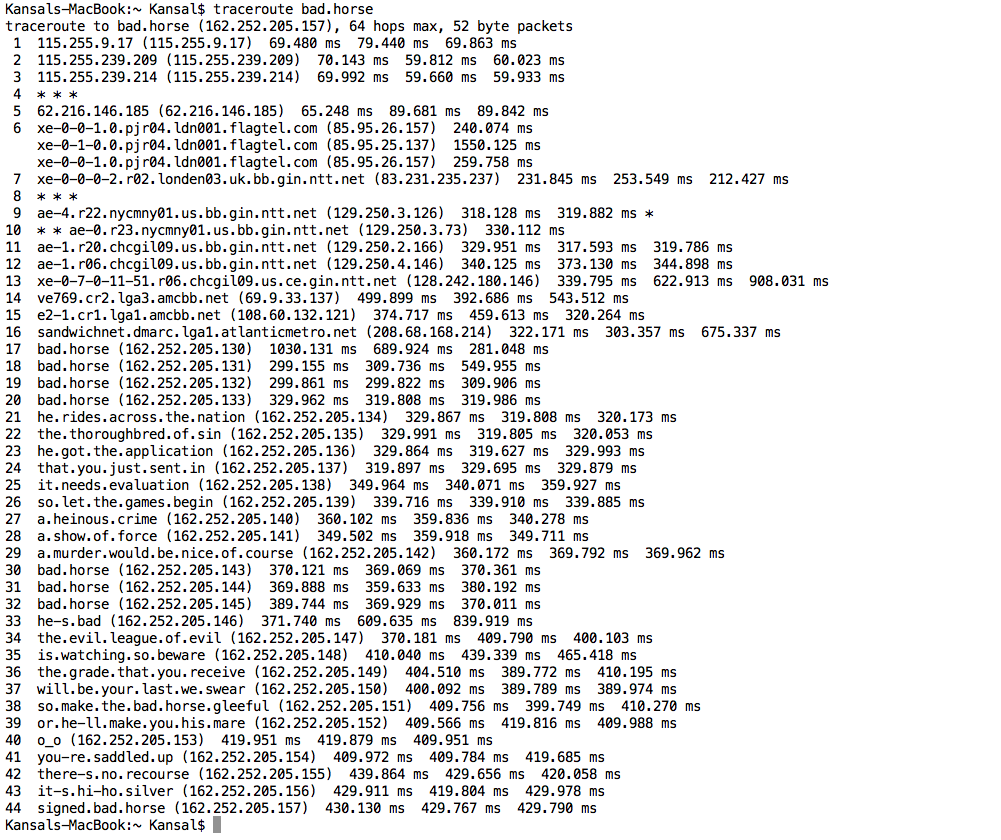 Kansals-MacBook:~ Kansal$ traceroute bad.horse
traceroute to bad.horse (162.252.205.157), 64 hops max, 52 byte packets
 1  115.255.9.17 (115.255.9.17)  69.480 ms  79.440 ms  69.863 ms
 2  115.255.239.209 (115.255.239.209)  70.143 ms  59.812 ms  60.023 ms
 3  115.255.239.214 (115.255.239.214)  69.992 ms  59.660 ms  59.933 ms
 4  * * *
 5  62.216.146.185 (62.216.146.185)  65.248 ms  89.681 ms  89.842 ms
 6  xe-0-0-1.0.pjr04.ldn001.flagtel.com (85.95.26.157)  240.074 ms
    xe-0-1-0.0.pjr04.ldn001.flagtel.com (85.95.25.137)  1550.125 ms
    xe-0-0-1.0.pjr04.ldn001.flagtel.com (85.95.26.157)  259.758 ms
 7  xe-0-0-0-2.r02.londen03.uk.bb.gin.ntt.net (83.231.235.237)  231.845 ms  253.549 ms  212.427 ms
 8  * * *
 9  ae-4.r22.nycmny01.us.bb.gin.ntt.net (129.250.3.126)  318.128 ms  319.882 ms *
10  * * ae-0.r23.nycmny01.us.bb.gin.ntt.net (129.250.3.73)  330.112 ms
11  ae-1.r20.chcgil09.us.bb.gin.ntt.net (129.250.2.166)  329.951 ms  317.593 ms  319.786 ms
12  ae-1.r06.chcgil09.us.bb.gin.ntt.net (129.250.4.146)  340.125 ms  373.130 ms  344.898 ms
13  xe-0-7-0-11-51.r06.chcgil09.us.ce.gin.ntt.net (128.242.180.146)  339.795 ms  622.913 ms  908.031 ms
14  ve769.cr2.lga3.amcbb.net (69.9.33.137)  499.899 ms  392.686 ms  543.512 ms
15  e2-1.cr1.lga1.amcbb.net (108.60.132.121)  374.717 ms  459.613 ms  320.264 ms
16  sandwichnet.dmarc.lga1.atlanticmetro.net (208.68.168.214)  322.171 ms  303.357 ms  675.337 ms
17  bad.horse (162.252.205.130)  1030.131 ms  689.924 ms  281.048 ms
18  bad.horse (162.252.205.131)  299.155 ms  309.736 ms  549.955 ms
19  bad.horse (162.252.205.132)  299.861 ms  299.822 ms  309.906 ms
20  bad.horse (162.252.205.133)  329.962 ms  319.808 ms  319.986 ms
21  he.rides.across.the.nation (162.252.205.134)  329.867 ms  319.808 ms  320.173 ms
22  the.thoroughbred.of.sin (162.252.205.135)  329.991 ms  319.805 ms  320.053 ms
23  he.got.the.application (162.252.205.136)  329.864 ms  319.627 ms  329.993 ms
24  that.you.just.sent.in (162.252.205.137)  319.897 ms  329.695 ms  329.879 ms
25  it.needs.evaluation (162.252.205.138)  349.964 ms  340.071 ms  359.927 ms
26  so.let.the.games.begin (162.252.205.139)  339.716 ms  339.910 ms  339.885 ms
27  a.heinous.crime (162.252.205.140)  360.102 ms  359.836 ms  340.278 ms
28  a.show.of.force (162.252.205.141)  349.502 ms  359.918 ms  349.711 ms
29  a.murder.would.be.nice.of.course (162.252.205.142)  360.172 ms  369.792 ms  369.962 ms
30  bad.horse (162.252.205.143)  370.121 ms  369.069 ms  370.361 ms
31  bad.horse (162.252.205.144)  369.888 ms  359.633 ms  380.192 ms
32  bad.horse (162.252.205.145)  389.744 ms  369.929 ms  370.011 ms
33  he-s.bad (162.252.205.146)  371.740 ms  609.635 ms  839.919 ms
34  the.evil.league.of.evil (162.252.205.147)  370.181 ms  409.790 ms  400.103 ms
35  is.watching.so.beware (162.252.205.148)  410.040 ms  439.339 ms  465.418 ms
36  the.grade.that.you.receive (162.252.205.149)  404.510 ms  389.772 ms  410.195 ms
37  will.be.your.last.we.swear (162.252.205.150)  400.092 ms  389.789 ms  389.974 ms
38  so.make.the.bad.horse.gleeful (162.252.205.151)  409.756 ms  399.749 ms  410.270 ms
39  or.he-ll.make.you.his.mare (162.252.205.152)  409.566 ms  419.816 ms  409.988 ms
40  o_o (162.252.205.153)  419.951 ms  419.879 ms  409.951 ms
41  you-re.saddled.up (162.252.205.154)  409.972 ms  409.784 ms  419.685 ms
42  there-s.no.recourse (162.252.205.155)  439.864 ms  429.656 ms  420.058 ms
43  it-s.hi-ho.silver (162.252.205.156)  429.911 ms  419.804 ms  429.978 ms
44  signed.bad.horse (162.252.205.157)  430.130 ms  429.767 ms  429.790 ms
Kansals-MacBook:~ Kansal$